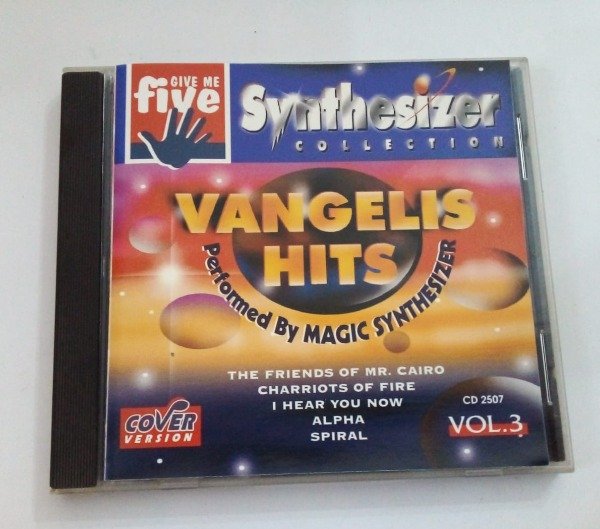 GIVE ME
five
Synthesizer
COLLECTION
VANGELIS
HITS
Performed By MAGIC SYNTHESIZER
THE FRIENDS OF MR. CAIRO
CHARRIOTS OF FIRE
I HEAR YOU NOW
ALPHA
SPIRAL
COVER
VERSION
CD 2507
VOL.3